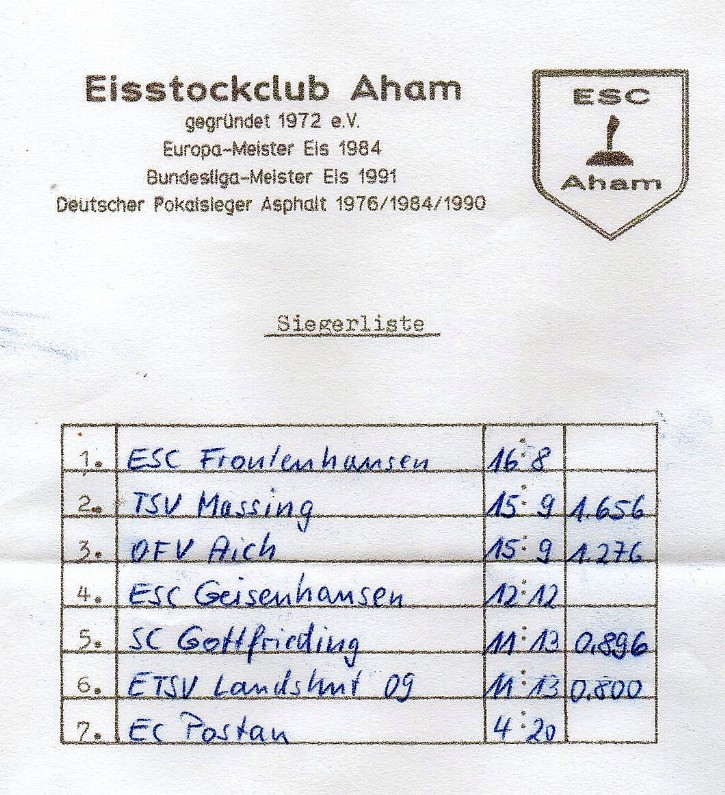 Eisstockclub Aham
gegründet 1972 e.V.
Europa-Meister Eis 1984
Bundesliga-Meister Eis 1991
Deutscher Pokalsieger Asphalt 1976/1984/1990
ESC
Aham
Siegerliste
1. ESC Frontenhausen 16:8
2. TSV Massing 15:9 1.656
3. DFV Aich 15:9 1.276
4. ESC Geisenhausen 12:12
5. SC Gottfrieding 11:13 0.896
6. ETSV Landshut 09 11:13 0.800
7. EC Postau 4:20